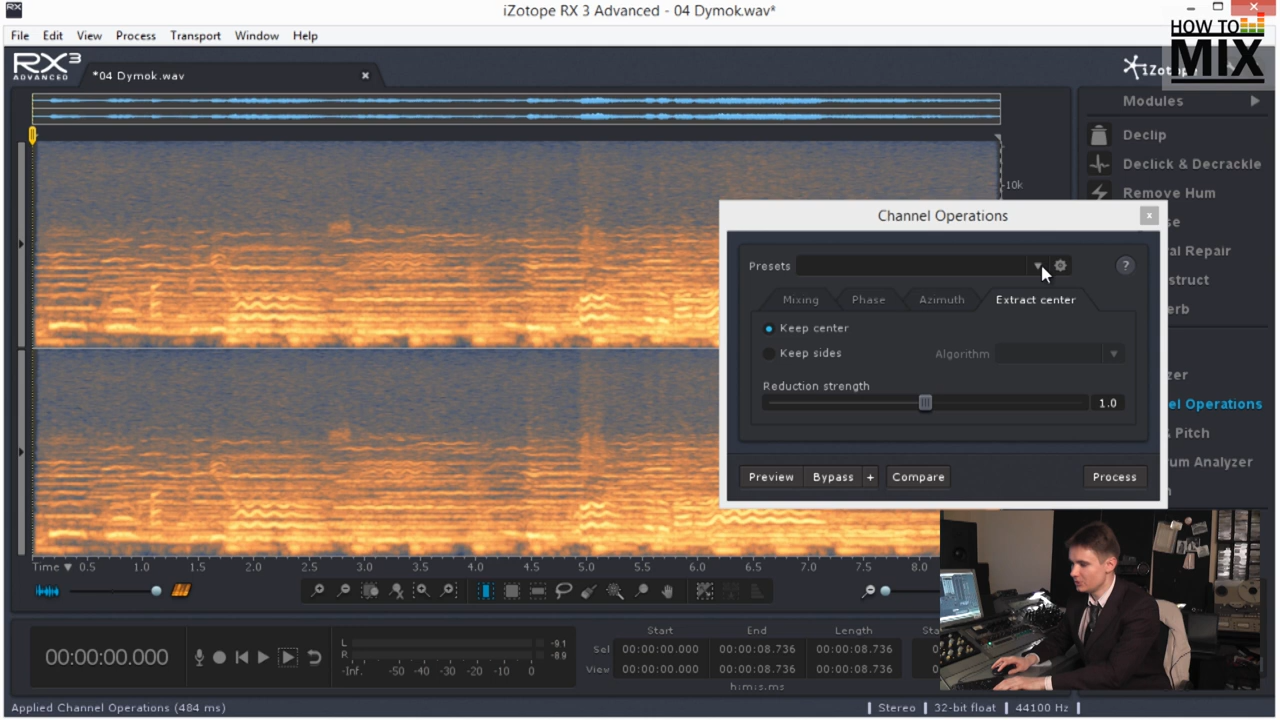 iZotope RX 3 Advanced - 04 Dymok.wav*
File Edit View Process Transport Window Help
HOW TO
MIX
RX3
ADVANCED
*04 Dymok.wav
Modules
Declip
Declick & Decrackle
Remove Hum
10k
Channel Operations
Presets
?
Mixing Phase Azimuth Extract center
Keep center
Keep sides
Algorithm
Reduction strength
1.0
Preview Bypass + Compare Process
al Repair
el Operations
& Pitch
um Analyzer
Time 0.5 1.0 1.5 2.0 2.5 3.0 3.5 4.0 4.5 5.0 5.5 6.0 6.5 7.0 7.5 8.0
00:00:00.000
L
R
-Inf. -50 -40 -30 -20 -10 0
-9.1
-8.9
Start End Length
Sel 00:00:00.000 00:00:08.736 00:00:08.736
View 00:00:00.000 00:00:08.736 00:00:08.736
h:m:s.ms
Applied Channel Operations (484 ms)
Stereo | 32-bit float | 44100 Hz